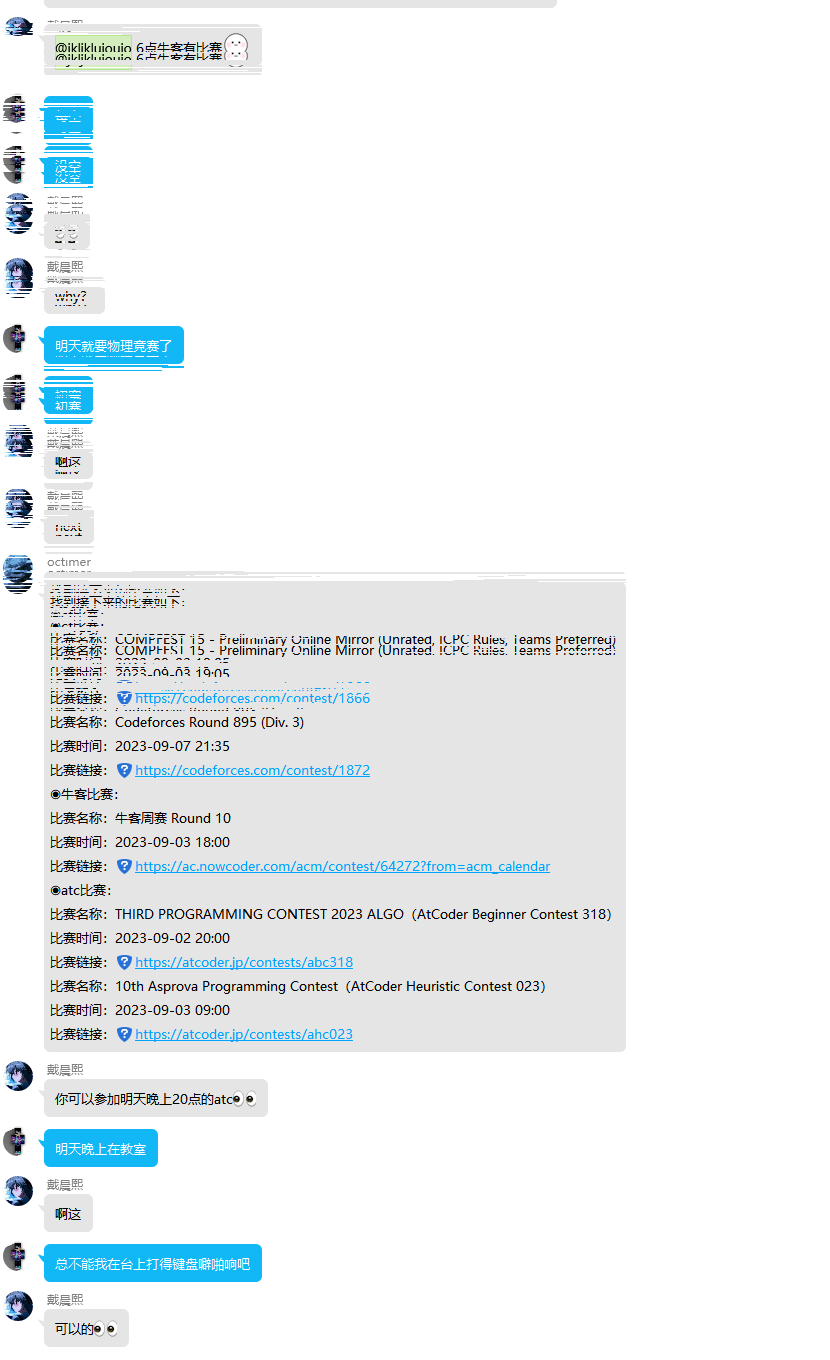 戴晨熙
@jkljkluiouio 6点牛客有比赛
没空
戴晨熙
戴晨熙
why?
明天就要物理竞赛了
初赛
戴晨熙
啊这
戴晨熙
next
octimer
找到接下来的比赛如下:
◉cf比赛:
比赛名称: COMPFEST 15 - Preliminary Online Mirror (Unrated, ICPC Rules, Teams Preferred)
比赛时间: 2023-09-03 19:05
比赛链接: https://codeforces.com/contest/1866
比赛名称: Codeforces Round 895 (Div. 3)
比赛时间: 2023-09-07 21:35
比赛链接: https://codeforces.com/contest/1872
◉牛客比赛:
比赛名称: 牛客周赛 Round 10
比赛时间: 2023-09-03 18:00
比赛链接: https://ac.nowcoder.com/acm/contest/64272?from=acm_calendar
◉atc比赛:
比赛名称: THIRD PROGRAMMING CONTEST 2023 ALGO（AtCoder Beginner Contest 318）
比赛时间: 2023-09-02 20:00
比赛链接: https://atcoder.jp/contests/abc318
比赛名称: 10th Asprova Programming Contest（AtCoder Heuristic Contest 023）
比赛时间: 2023-09-03 09:00
比赛链接: https://atcoder.jp/contests/ahc023
戴晨熙
你可以参加明天晚上20点的atc👀
明天晚上在教室
戴晨熙
啊这
总不能我在台上打得键盘噼啪响吧
戴晨熙
可以的👀